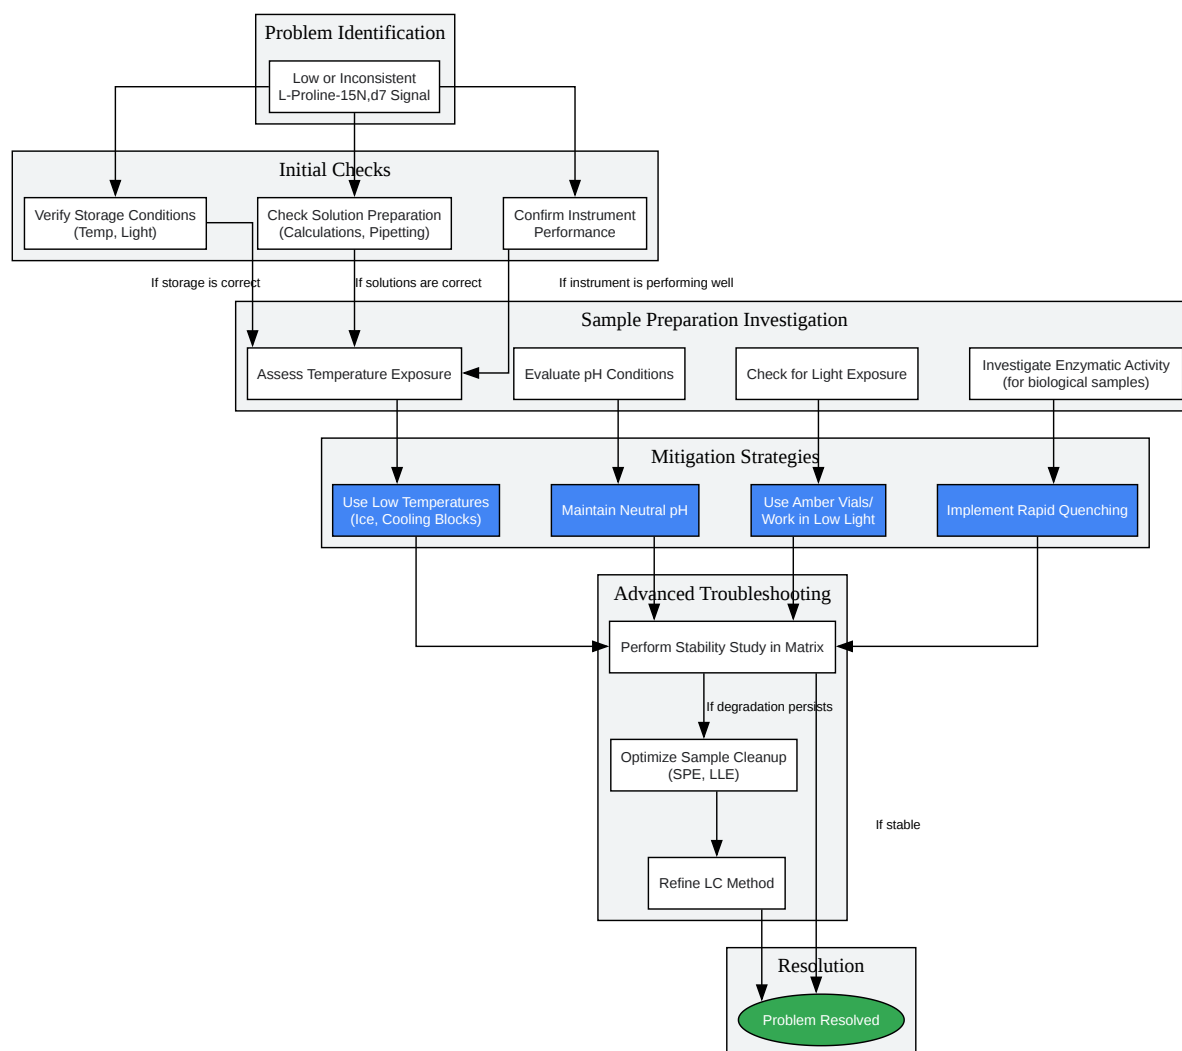 Problem Identification
Low or Inconsistent
L-Proline-15N,d7 Signal
Initial Checks
Verify Storage Conditions
(Temp, Light)
Check Solution Preparation
(Calculations, Pipetting)
Confirm Instrument
Performance
If storage is correct
If solutions are correct
If instrument is performing well
Sample Preparation Investigation
Assess Temperature Exposure
Evaluate pH Conditions
Check for Light Exposure
Investigate Enzymatic Activity
(for biological samples)
Mitigation Strategies
Use Low Temperatures
(Ice, Cooling Blocks)
Maintain Neutral pH
Use Amber Vials/
Work in Low Light
Implement Rapid Quenching
Advanced Troubleshooting
Perform Stability Study in Matrix
If degradation persists
Optimize Sample Cleanup
(SPE, LLE)
If stable
Refine LC Method
Resolution
Problem Resolved